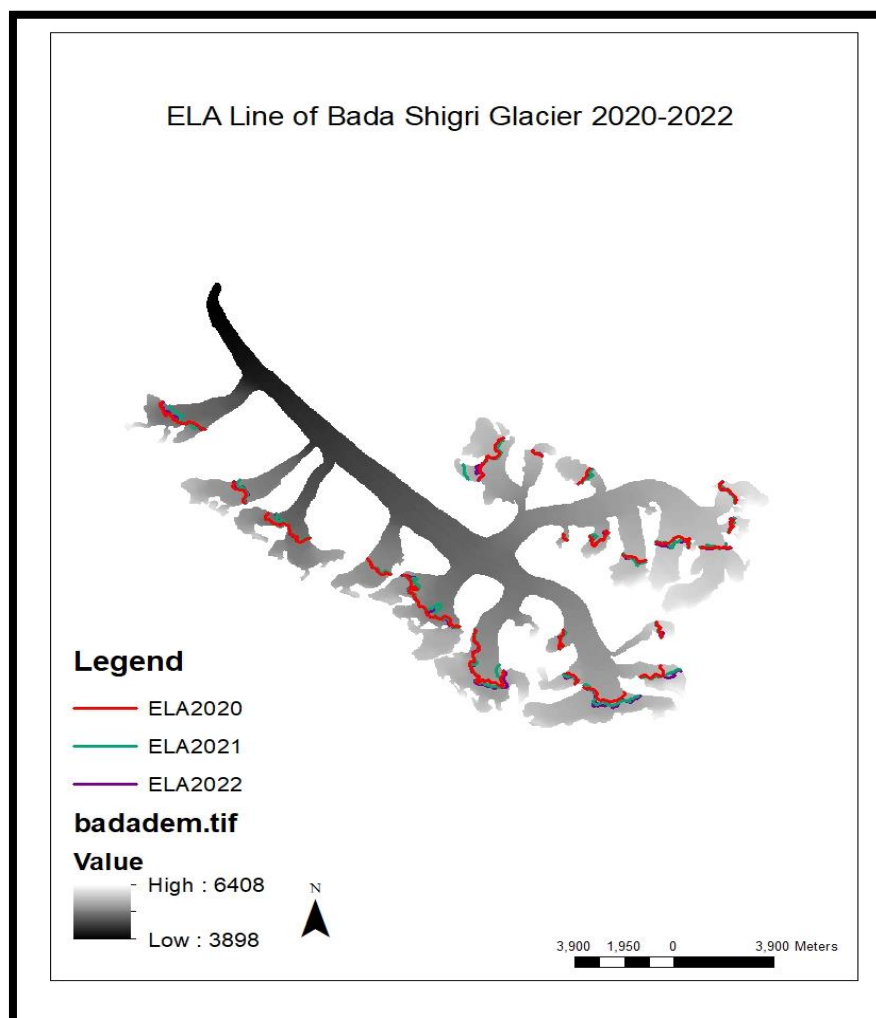 ELA Line of Bada Shigri Glacier 2020-2022
Legend
ELA2020
ELA2021
ELA2022
badadem.tif
Value
High : 6408
Low : 3898
N
3,900 1,950 0 3,900 Meters